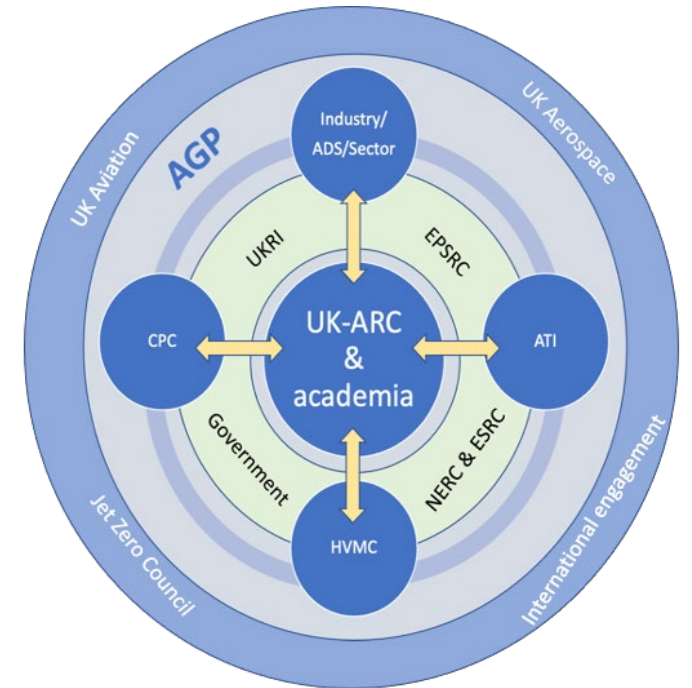 UK Aviation
UK Aerospace
AGP
Industry/
ADS/Sector
UKRI
EPSRC
CPC
UK-ARC
&
academia
ATI
Government
NERC & ESRC
HVMC
Jet Zero Council
International engagement